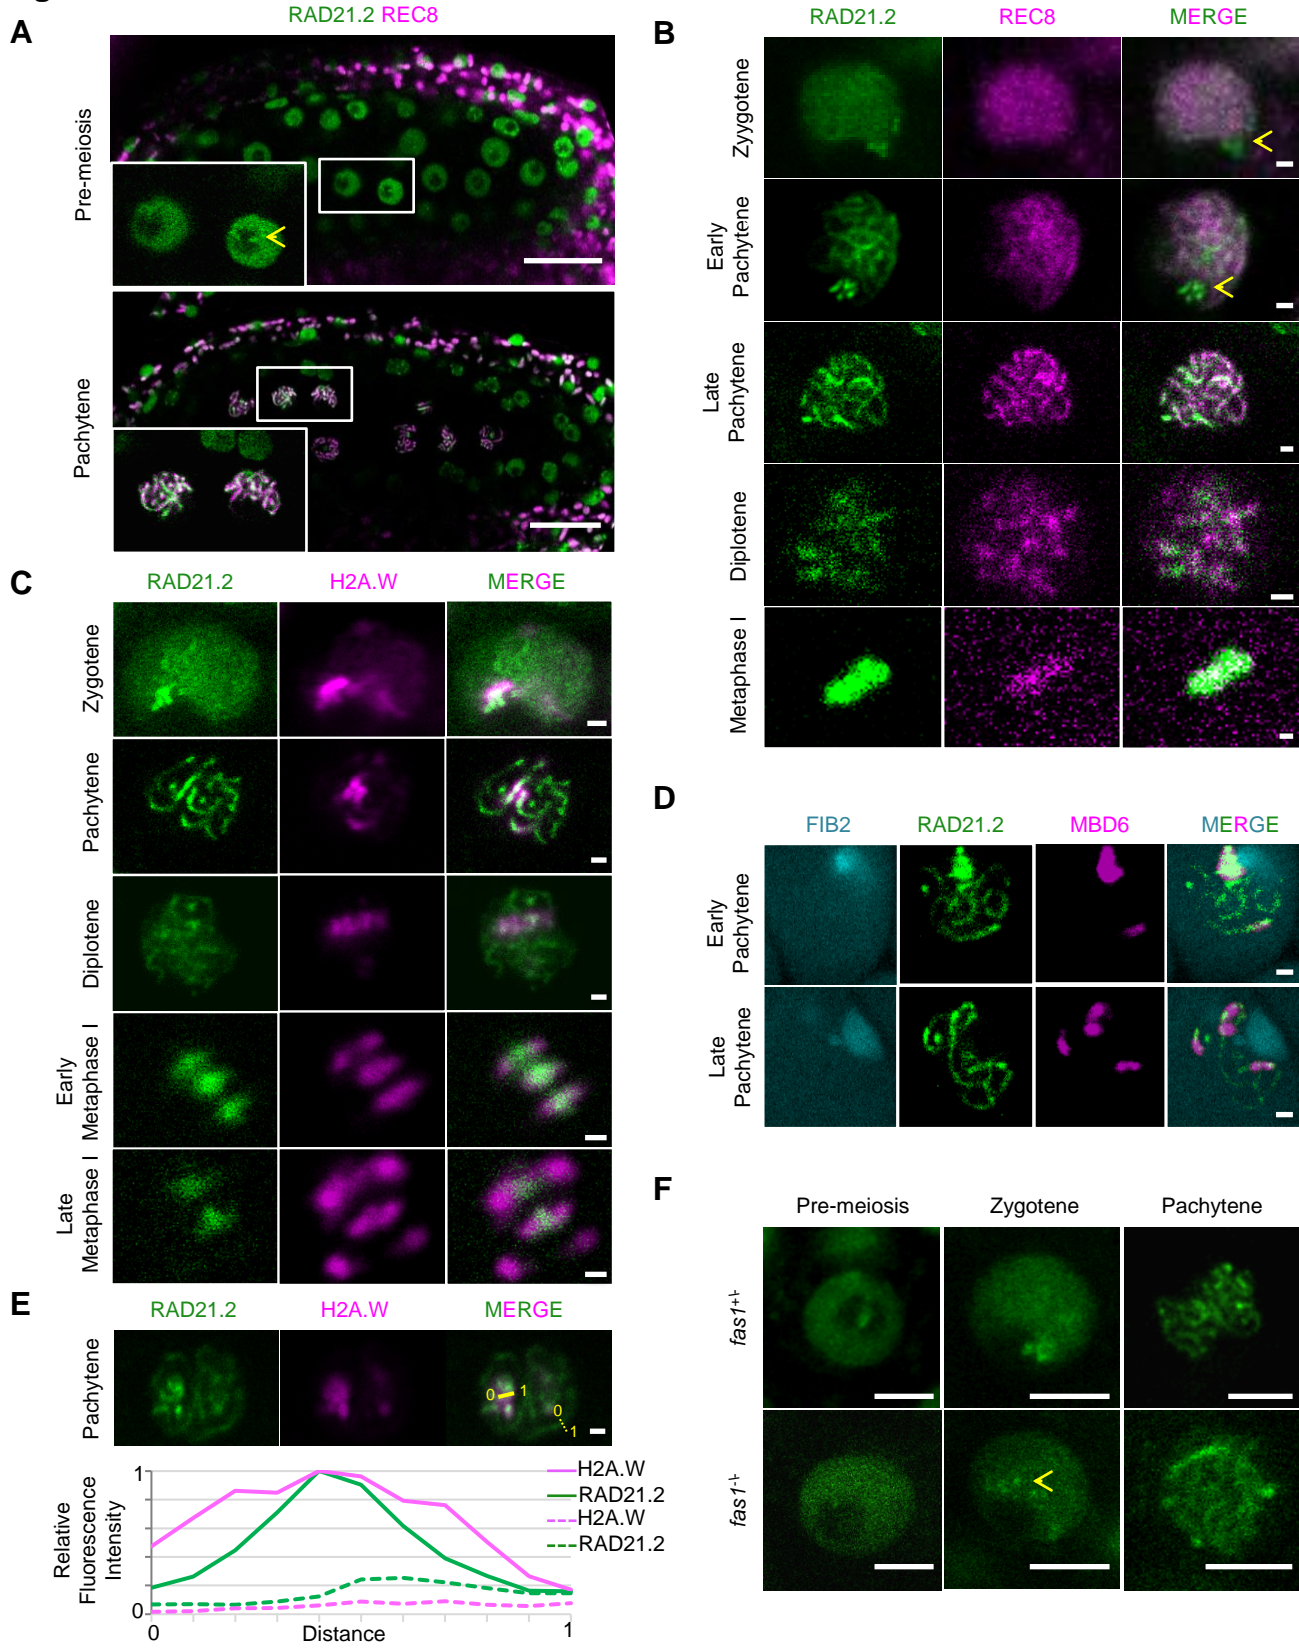 A
RAD21.2 REC8
Pre-meiosis
Pachytene
B
RAD21.2 REC8 MERGE
Zyygotene
Early
Pachytene
Late
Pachytene
Diplotene
Metaphase I
C
RAD21.2 H2A.W MERGE
Zygotene
Pachytene
Diplotene
Early
Metaphase I
Late
Metaphase I
D
FIB2 RAD21.2 MBD6 MERGE
Early
Pachytene
Late
Pachytene
E
RAD21.2 H2A.W MERGE
Pachytene
0 1
0
1
Relative
Fluorescence
Intensity
1
0
H2A.W
RAD21.2
H2A.W
RAD21.2
0 Distance 1
F
Pre-meiosis Zygotene Pachytene
fas1+\-
fas1-\-